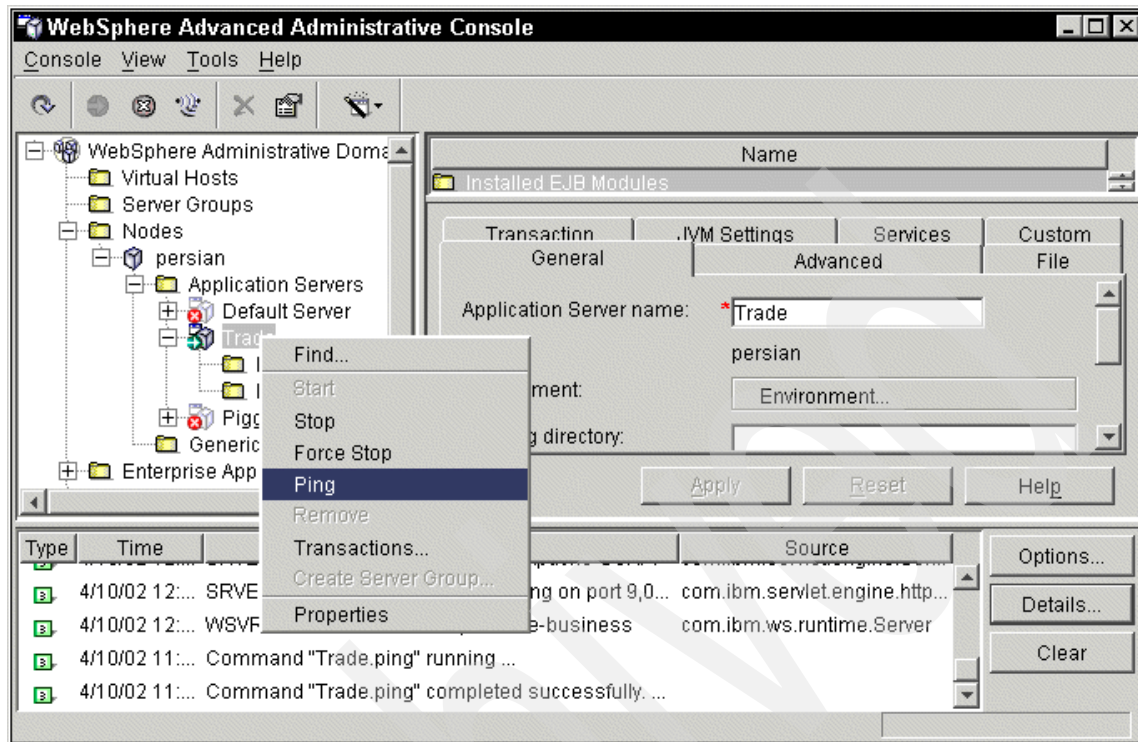 WebSphere Advanced Administrative Console
Console View Tools Help
WebSphere Administrative Doma
Name
Virtual Hosts
Installed EJB Modules
Server Groups
Nodes
Transaction JVM Settings Services Custom
persian
General Advanced File
Application Servers
Default Server
Application Server name: *Trade
Trade
persian
Find...
Start
ment: Environment...
Stop
Pigg
g directory:
Generic
Force Stop
Enterprise App
Ping
Apply Reset Help
Remove
Type Time Source
Transactions...
Options...
Create Server Group...
4/10/02 12:... SRVE ng on port 9,0... com.ibm.servlet.engine.http...
Details...
Properties
4/10/02 12:... WSVR e-business com.ibm.ws.runtime.Server
4/10/02 11:... Command "Trade.ping" running ...
Clear
4/10/02 11:... Command "Trade.ping" completed successfully. ...